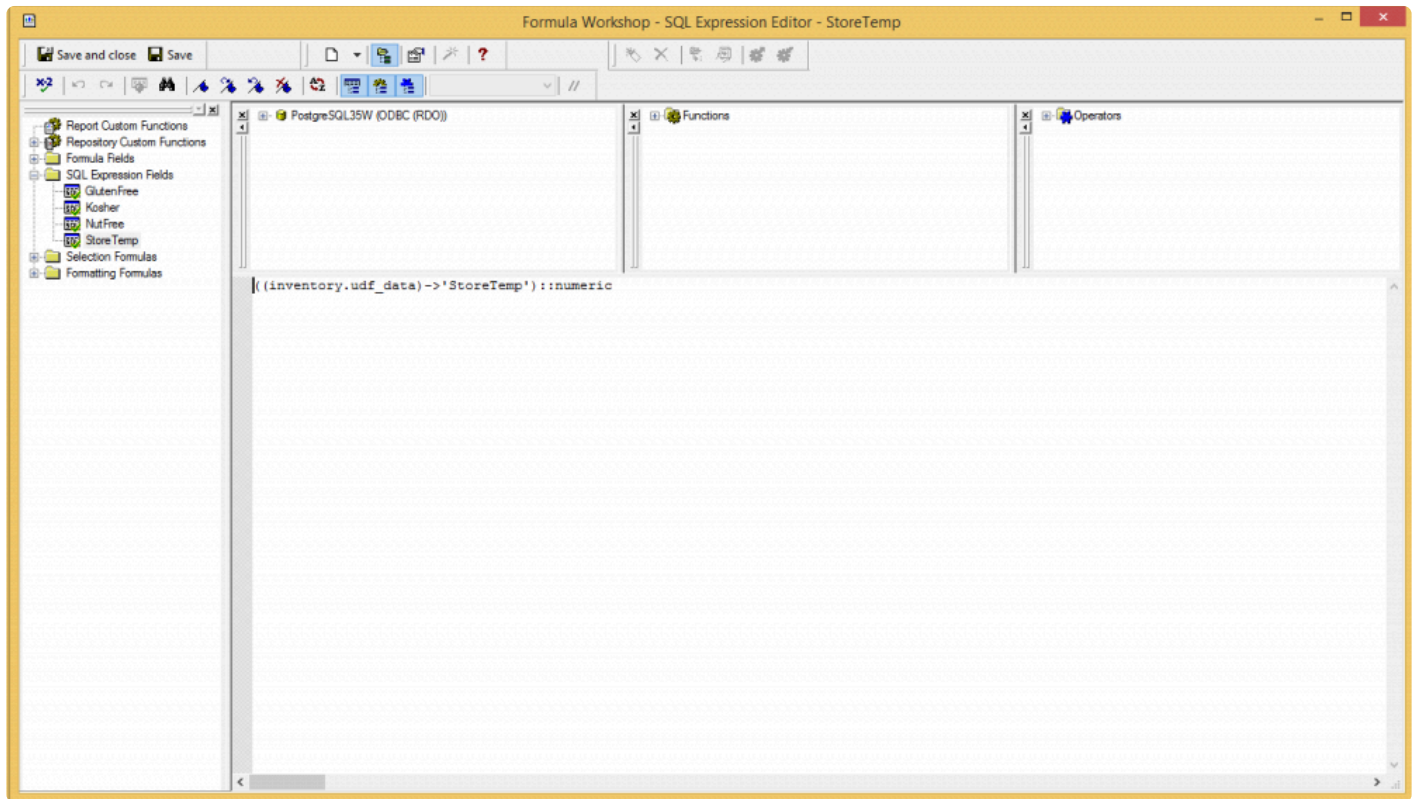 Formula Workshop - SQL Expression Editor - StoreTemp
Save and close Save
Report Custom Functions
Repository Custom Functions
Formula Fields
SQL Expression Fields
GlutenFree
Kosher
NutFree
StoreTemp
Selection Formulas
Formatting Formulas
PostgreSQL35W (ODBC (RDO))
Functions
Operators
((inventory.udf_data)->'StoreTemp')::numeric